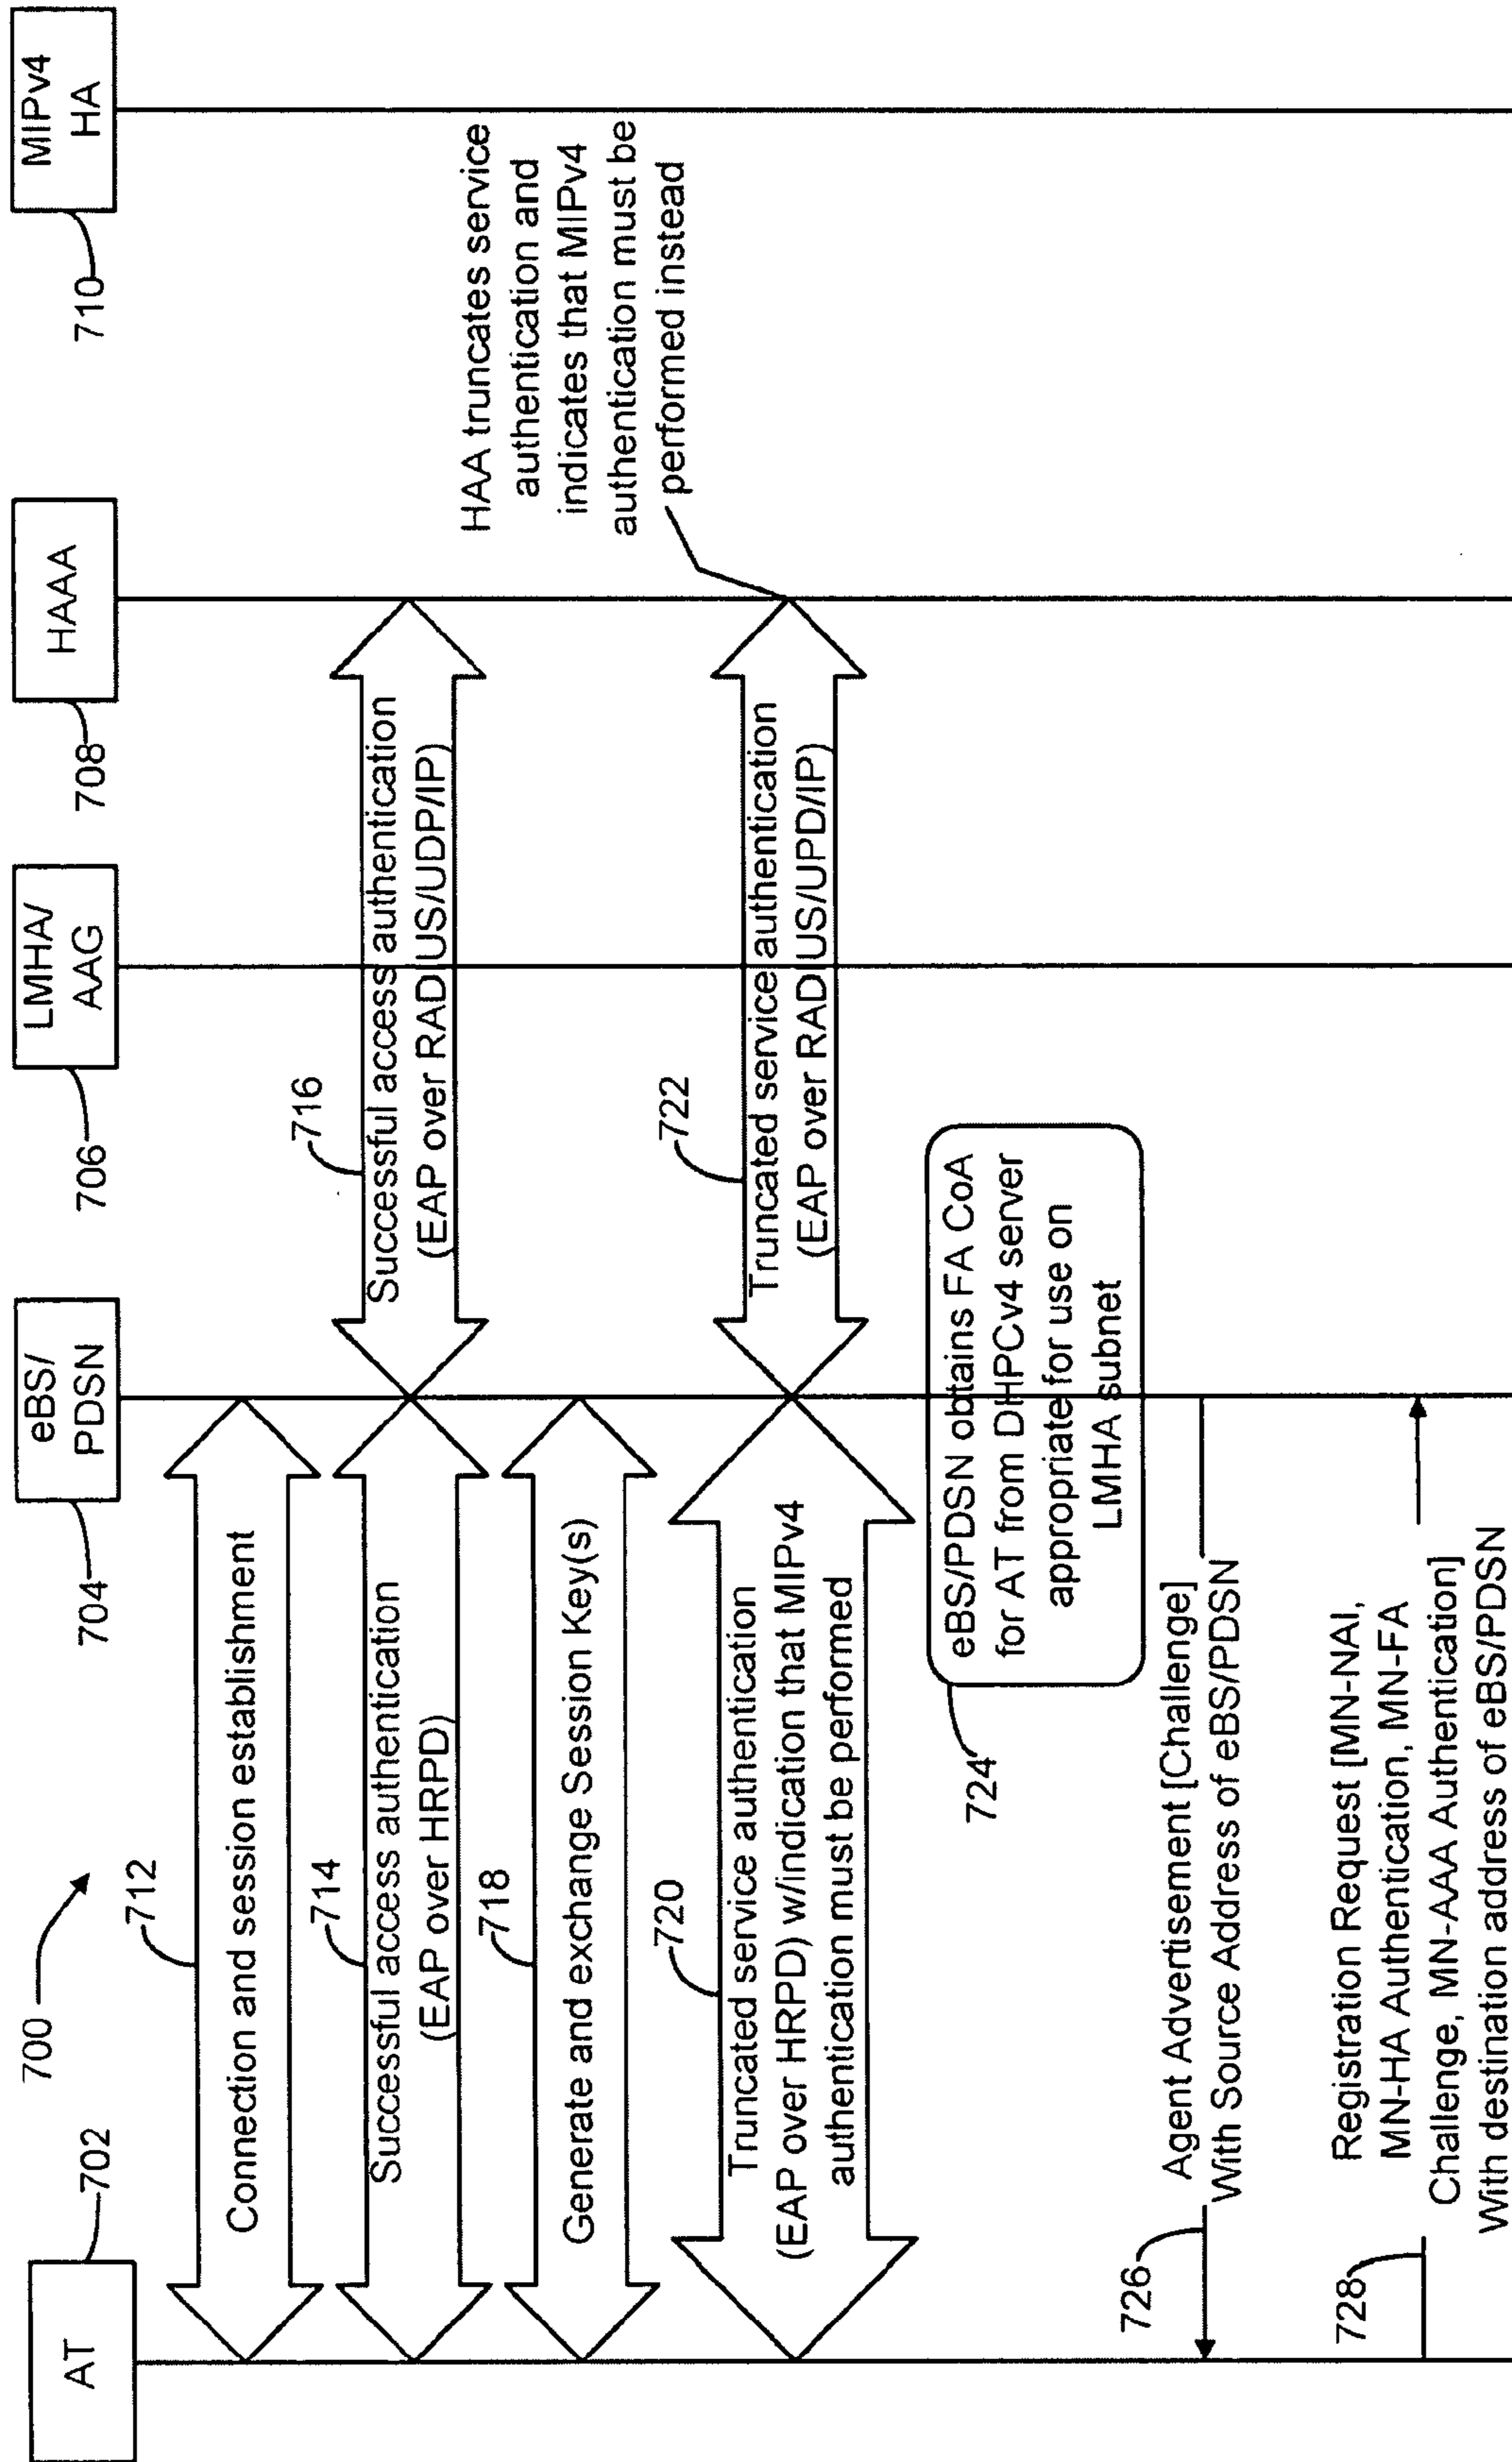 700
AT
702
eBS/
PDSN
704
LMHA/
AAG
706
HAAA
708
MIPv4
HA
710
712
Connection and session establishment
714
Successful access authentication
(EAP over HRPD)
716
Successful access authentication
(EAP over RADIUS/UDP/IP)
718
Generate and exchange Session Key(s)
720
Truncated service authentication
(EAP over HRPD) w/indication that MIPv4
authentication must be performed
722
Truncated service authentication
(EAP over RADIUS/UPD/IP)
HAA truncates service
authentication and
indicates that MIPv4
authentication must be
performed instead
724
eBS/PDSN obtains FA CoA
for AT from DHPCv4 server
appropriate for use on
LMHA subnet
726
Agent Advertisement [Challenge]
With Source Address of eBS/PDSN
728
Registration Request [MN-NAI,
MN-HA Authentication, MN-FA
Challenge, MN-AAA Authentication]
With destination address of eBS/PDSN